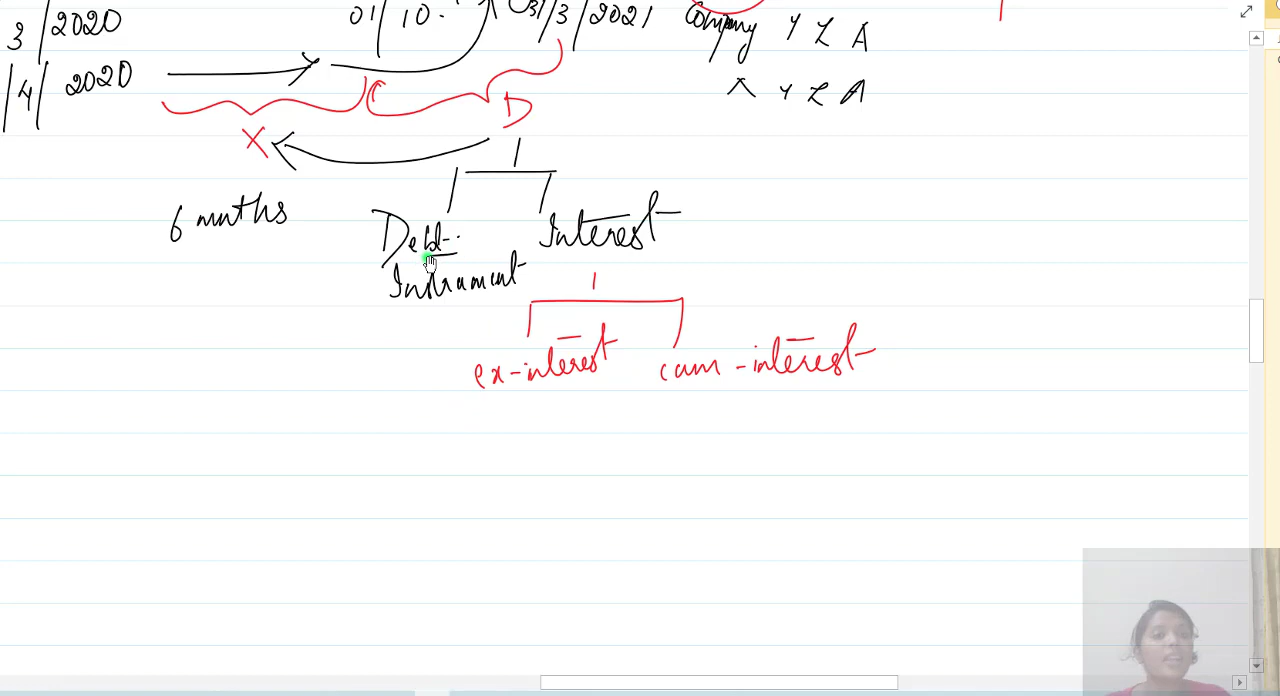 3/2020 01/10. 31/3/2021 Company Y Z A
1/4/2020 X Y Z A
D
X
6 months Debt Interest
Instrument
ex-interest cum-interest